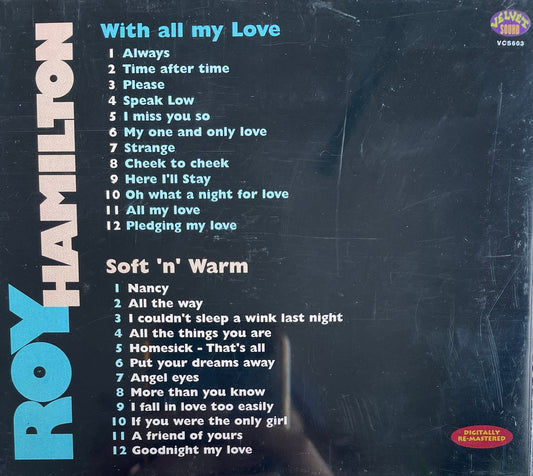 ROY HAMILTON
With all my Love
1 Always
2 Time after time
3 Please
4 Speak Low
5 I miss you so
6 My one and only love
7 Strange
8 Cheek to cheek
9 Here I'll Stay
10 Oh what a night for love
11 All my love
12 Pledging my love
Soft 'n' Warm
1 Nancy
2 All the way
3 I couldn't sleep a wink last night
4 All the things you are
5 Homesick - That's all
6 Put your dreams away
7 Angel eyes
8 More than you know
9 I fall in love too easily
10 If you were the only girl
11 A friend of yours
12 Goodnight my love
VELVET
SOUND
VCS603
DIGITALLY
RE-MASTERED